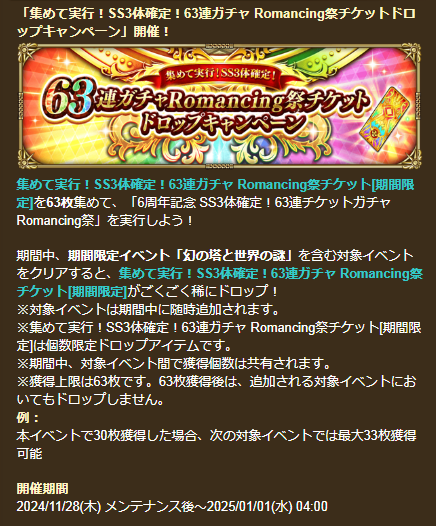 「集めて実行！SS3体確定！63連ガチャ Romancing祭チケットドロ
ップキャンペーン」開催！
集めて実行！SS3体確定！
63連ガチャRomancing祭チケット
ドロップキャンペーン
集めて実行！SS3体確定！63連ガチャ Romancing祭チケット[期間限
定]を63枚集めて、「6周年記念 SS3体確定！63連チケットガチャ
Romancing祭」を実行しよう！
期間中、期間限定イベント「幻の塔と世界の謎」を含む対象イベント
をクリアすると、集めて実行！SS3体確定！63連ガチャ Romancing祭
チケット[期間限定]がごくごく稀にドロップ！
※対象イベントは期間中に随時追加されます。
※集めて実行！SS3体確定！63連ガチャ Romancing祭チケット[期間限
定]は個数限定ドロップアイテムです。
※期間中、対象イベント間で獲得個数は共有されます。
※獲得上限は63枚です。63枚獲得後は、追加される対象イベントにお
いてもドロップしません。
例：
本イベントで30枚獲得した場合、次の対象イベントでは最大33枚獲得
可能
開催期間
2024/11/28(木) メンテナンス後～2025/01/01(水) 04:00